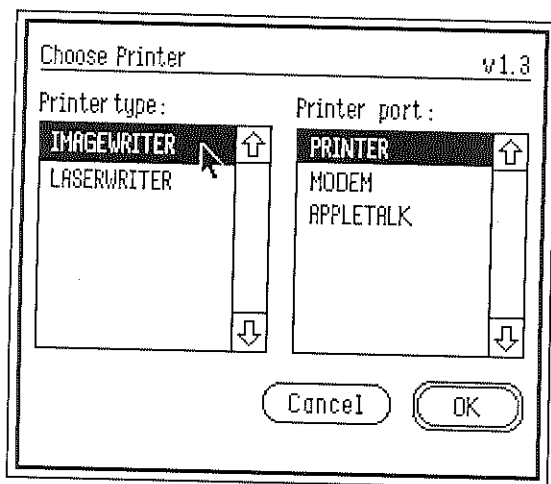 Choose Printer v1.3
Printer type:
IMAGEWRITER
LASERWRITER
Printer port:
PRINTER
MODEM
APPLETALK
Cancel
OK